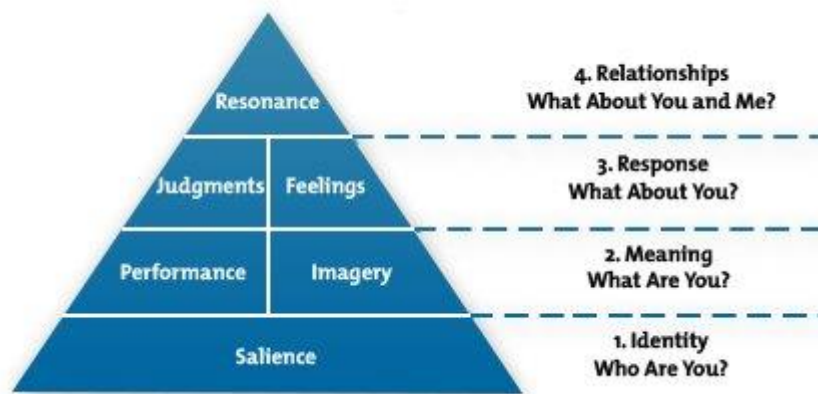 Resonance
4. Relationships
What About You and Me?
Judgments
Feelings
3. Response
What About You?
Performance
Imagery
2. Meaning
What Are You?
Salience
1. Identity
Who Are You?